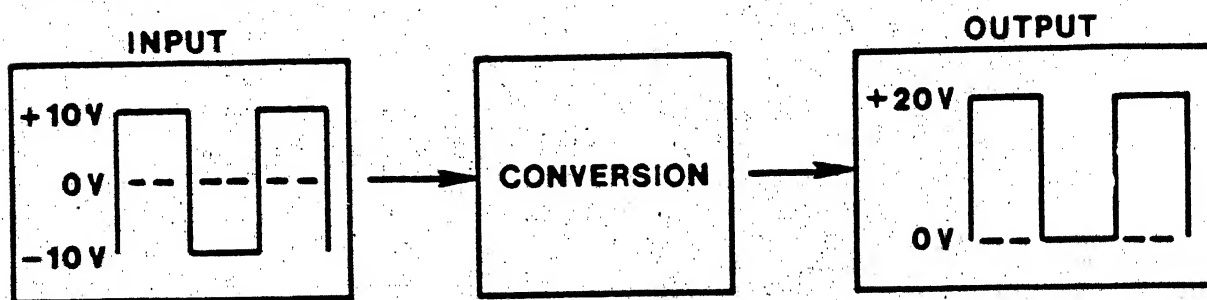 INPUT
+10V
0V
-10V
CONVERSION
OUTPUT
+20V
0V